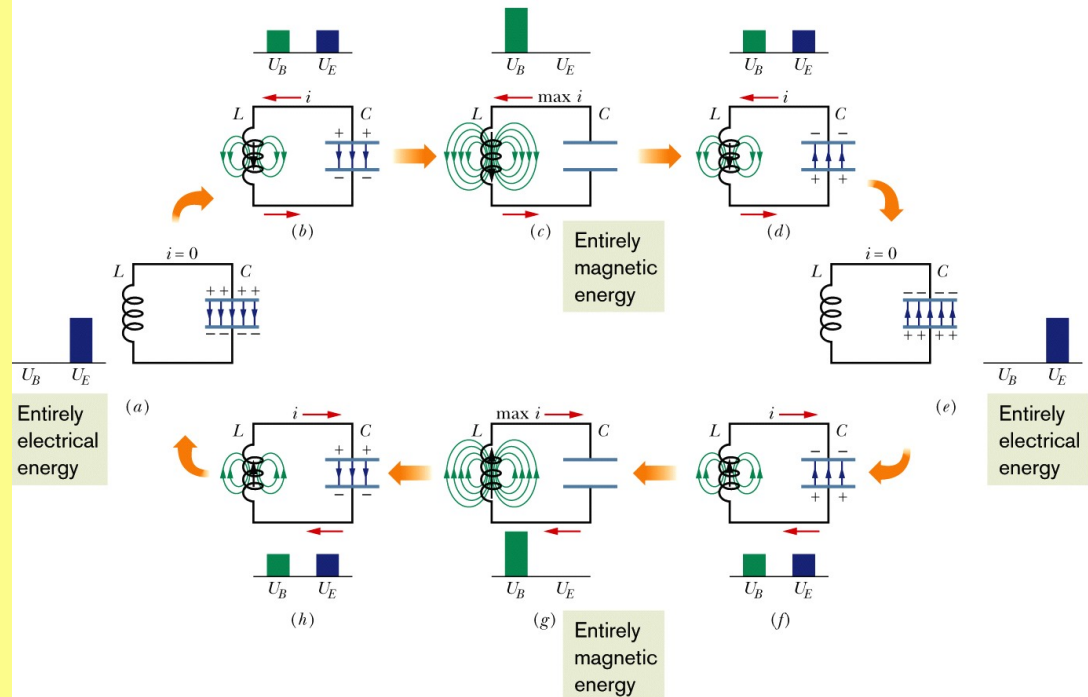 U_B U_E
U_B U_E
U_B U_E
i
L C
+ +
− −
(b)
max i
L C
(c)
Entirely
magnetic
energy
i
L C
− −
+ +
(d)
i = 0
L C
+ + + +
− − − −
U_B U_E
(a)
Entirely
electrical
energy
i = 0
L C
− − − −
+ + + +
(e)
U_B U_E
Entirely
electrical
energy
i
L C
+ +
− −
U_B U_E
(h)
max i
L C
U_B U_E
(g)
Entirely
magnetic
energy
i
L C
− −
+ +
U_B U_E
(f)